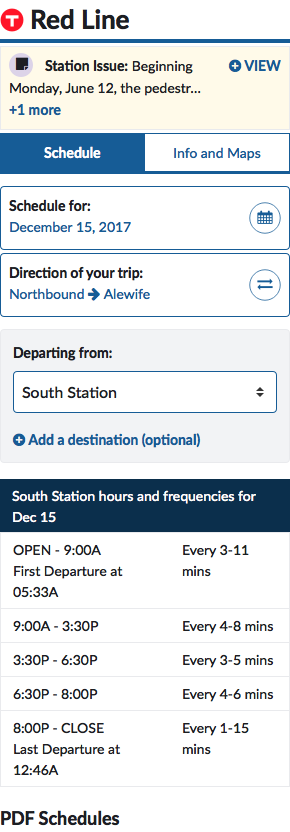 T Red Line
Station Issue: Beginning
VIEW
Monday, June 12, the pedestr...
+1 more
Schedule
Info and Maps
Schedule for:
December 15, 2017
Direction of your trip:
Northbound → Alewife
Departing from:
South Station
Add a destination (optional)
South Station hours and frequencies for
Dec 15
OPEN - 9:00A
Every 3-11
First Departure at
mins
05:33A
9:00A - 3:30P
Every 4-8 mins
3:30P - 6:30P
Every 3-5 mins
6:30P - 8:00P
Every 4-6 mins
8:00P - CLOSE
Every 1-15
Last Departure at
mins
12:46A
PDF Schedules